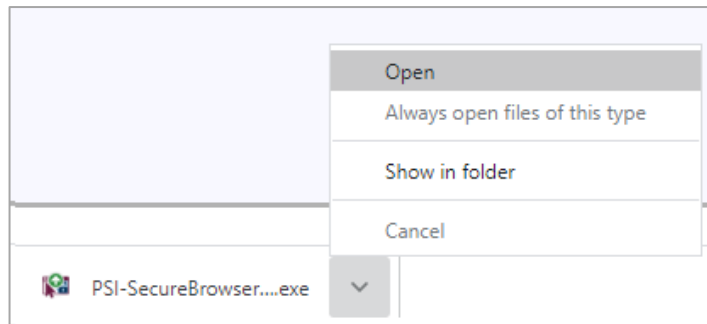 Open
Always open files of this type
Show in folder
Cancel
PSI-SecureBrowser....exe